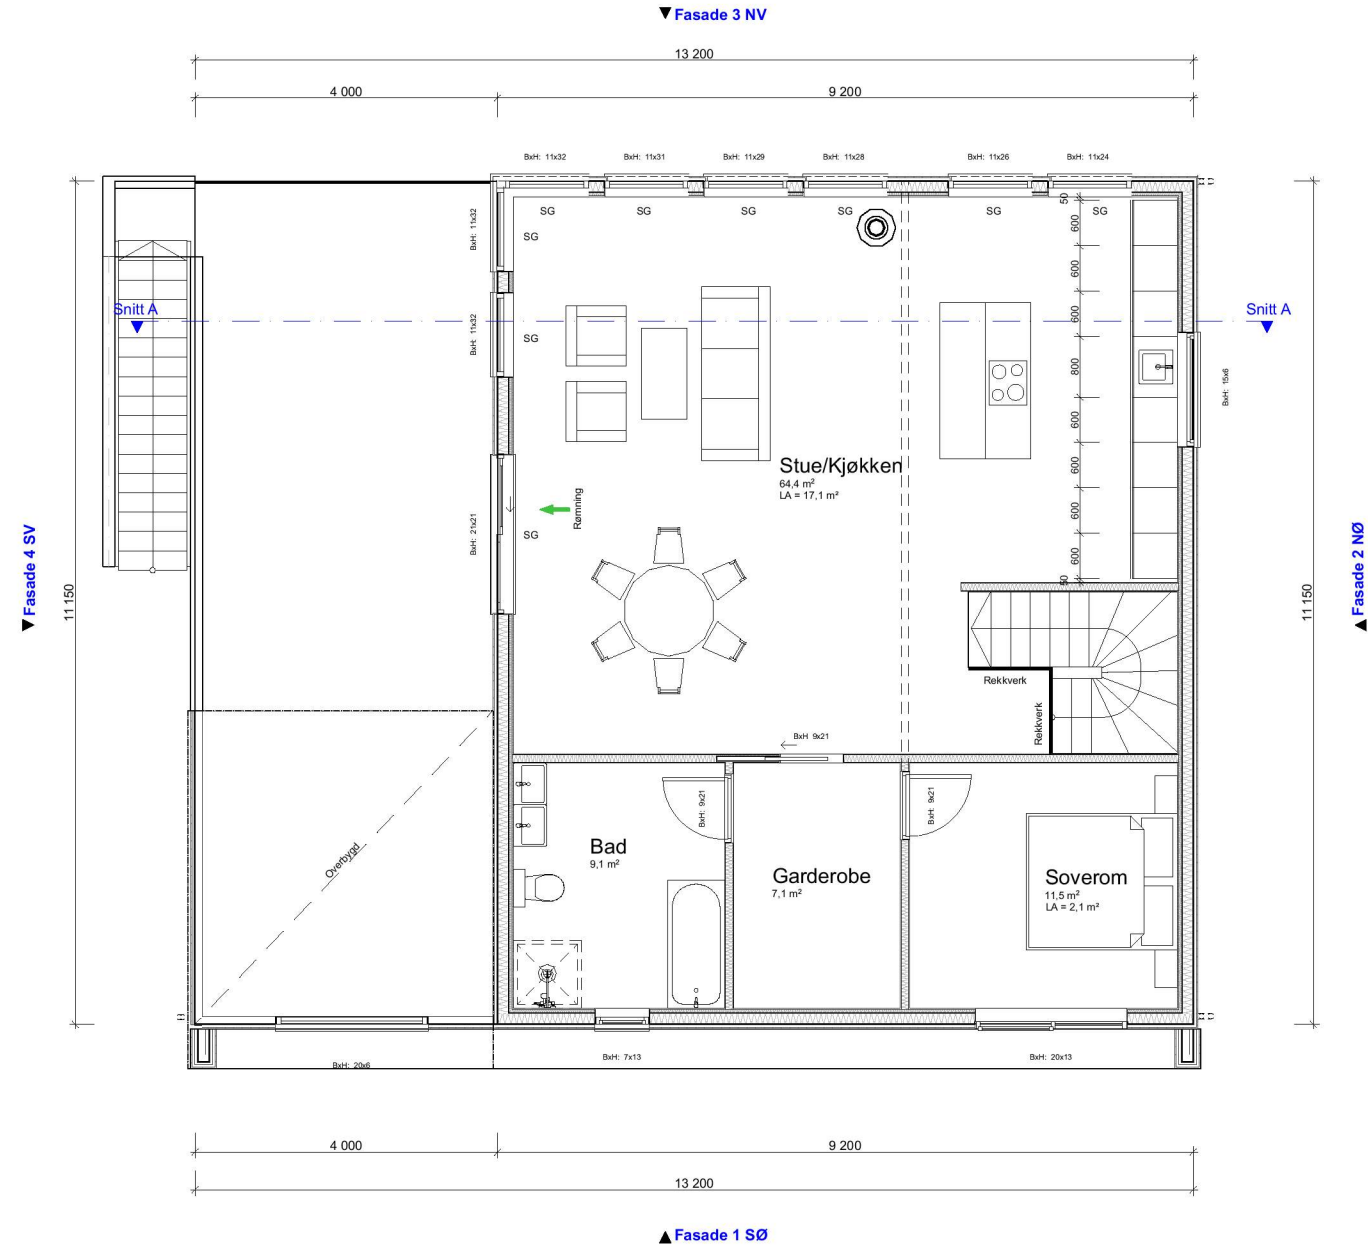 Fasade 3 NV
13 200
4 000
9 200
BxH: 11x32
BxH: 11x31
BxH: 11x29
BxH: 11x28
BxH: 11x26
BxH: 11x24
SG
SG
SG
SG
SG
SG
50
600
600
600
800
600
600
600
600
50
BxH: 11x32
SG
Snitt A
Snitt A
BxH: 11x32
SG
BxH: 15x6
Stue/Kjøkken
64,4 m²
LA = 17,1 m²
Rømning
BxH: 21x21
SG
Fasade 4 SV
11 150
11 150
Fasade 2 NØ
Rekkverk
Rekkverk
BxH 9x21
BxH: 9x21
BxH: 9x21
Overbygd
Bad
9,1 m²
Garderobe
7,1 m²
Soverom
11,5 m²
LA = 2,1 m²
BxH: 20x6
BxH: 7x13
BxH: 20x13
4 000
9 200
13 200
Fasade 1 SØ